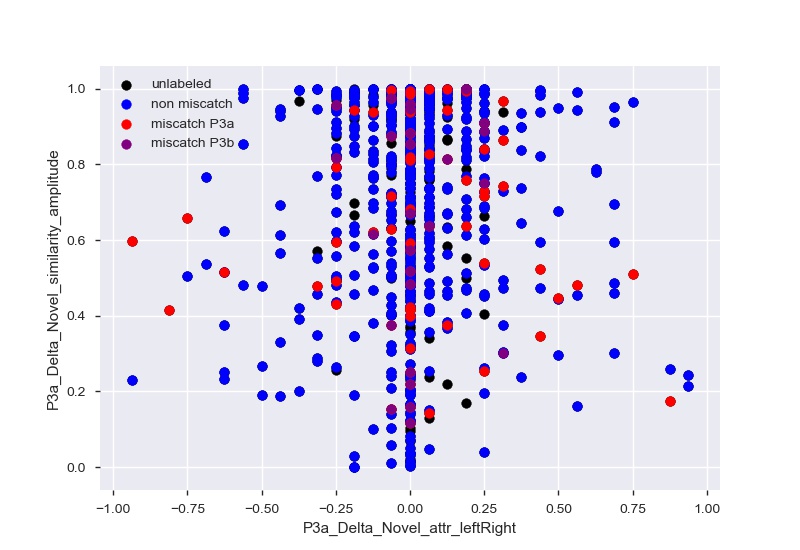 unlabeled
non miscatch
miscatch P3a
miscatch P3b
P3a_Delta_Novel_similarity_amplitude
1.0
0.8
0.6
0.4
0.2
0.0
−1.00 −0.75 −0.50 −0.25 0.00 0.25 0.50 0.75 1.00
P3a_Delta_Novel_attr_leftRight